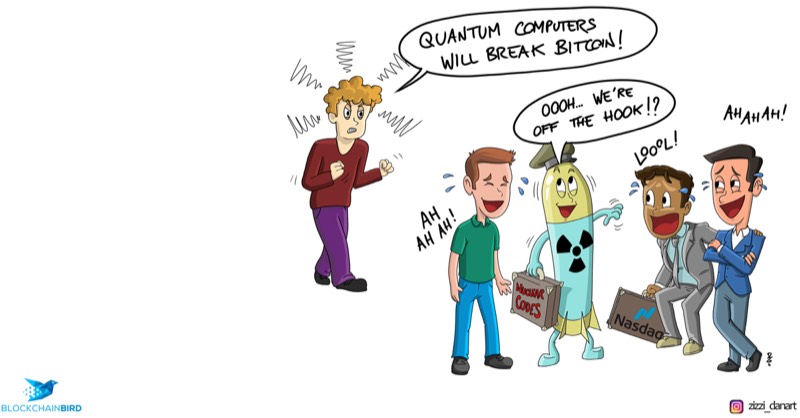 QUANTUM COMPUTERS
WILL BREAK BITCOIN!
OOOH... WE'RE
OFF THE HOOK!?
AH
AH AH!
LOOOL!
AHAHAH!
NUCLEAR
CODES
Nasdaq
BLOCKCHAINBIRD
zizzi_danart